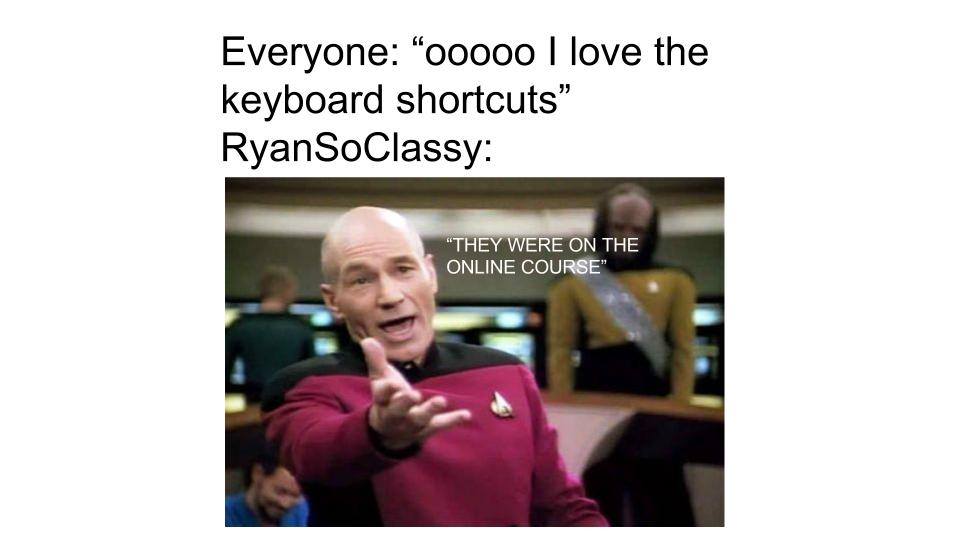 Everyone: “ooooo I love the
keyboard shortcuts”
RyanSoClassy:
“THEY WERE ON THE
ONLINE COURSE”